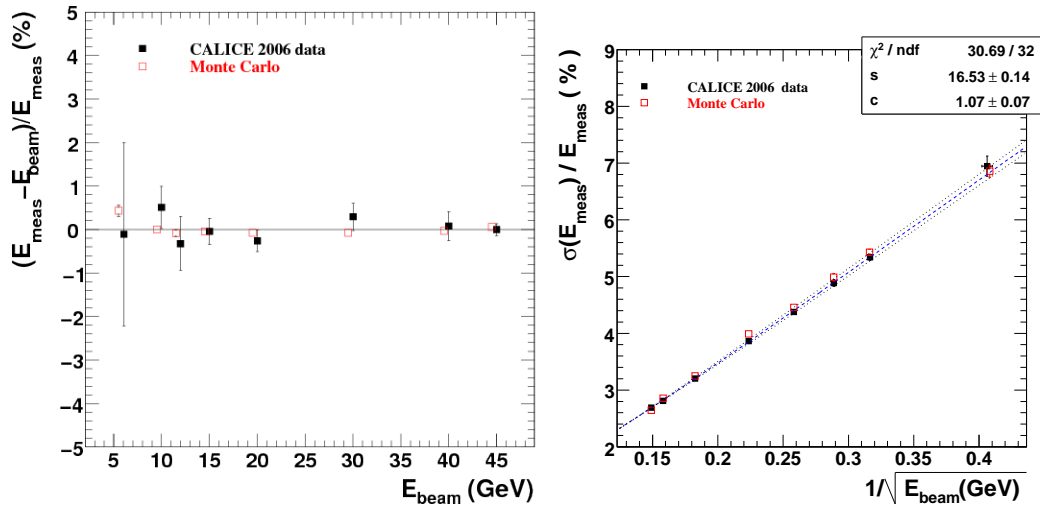 (E_meas −E_beam)/E_meas (%)
5
4
3
2
1
0
−1
−2
−3
−4
−5
CALICE 2006 data
Monte Carlo
5 10 15 20 25 30 35 40 45
E_beam (GeV)
σ(E_meas) / E_meas (%)
9
8
7
6
5
4
3
2
CALICE 2006 data
Monte Carlo
χ² / ndf 30.69 / 32
s 16.53 ± 0.14
c 1.07 ± 0.07
0.15 0.2 0.25 0.3 0.35 0.4
1/√E_beam(GeV)